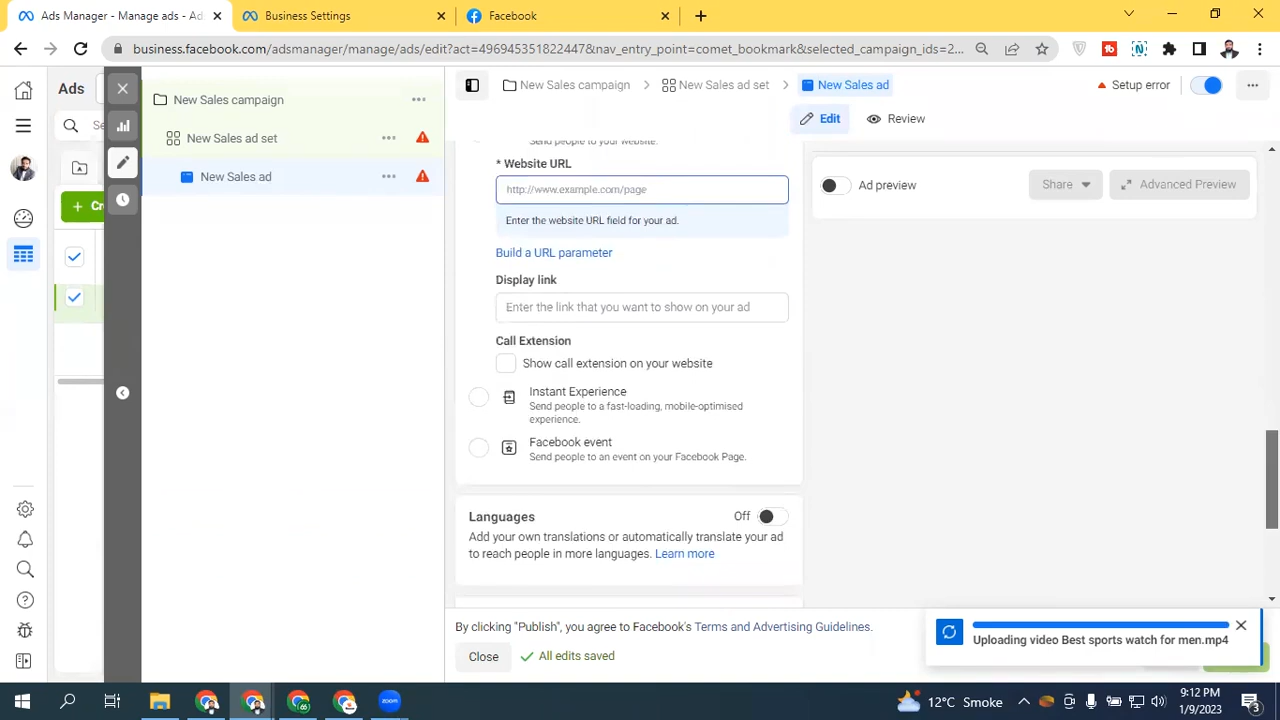 Ads Manager - Manage ads - Ads
Business Settings
Facebook
business.facebook.com/adsmanager/manage/ads/edit?act=496945351822447&nav_entry_point=comet_bookmark&selected_campaign_ids=2...
Ads
New Sales campaign
New Sales ad set
New Sales ad
New Sales campaign
New Sales ad set
New Sales ad
Setup error
Edit
Review
Send people to your website.
* Website URL
http://www.example.com/page
Enter the website URL field for your ad.
Build a URL parameter
Display link
Enter the link that you want to show on your ad
Call Extension
Show call extension on your website
Instant Experience
Send people to a fast-loading, mobile-optimised
experience.
Facebook event
Send people to an event on your Facebook Page.
Languages
Off
Add your own translations or automatically translate your ad
to reach people in more languages. Learn more
Ad preview
Share
Advanced Preview
By clicking "Publish", you agree to Facebook's Terms and Advertising Guidelines.
Close
All edits saved
Uploading video Best sports watch for men.mp4
zoom
12°C Smoke
9:12 PM
1/9/2023
3